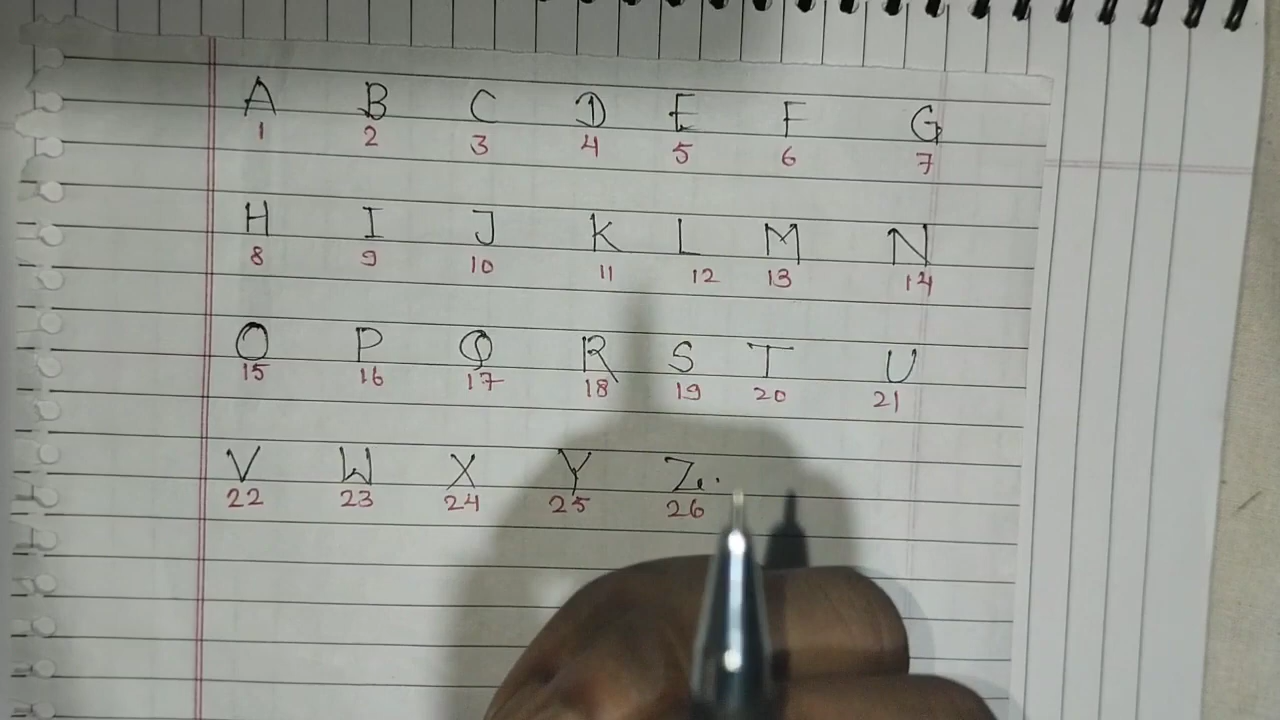 A B C D E F G
1 2 3 4 5 6 7
H I J K L M N
8 9 10 11 12 13 14
O P Q R S T U
15 16 17 18 19 20 21
V W X Y Z.
22 23 24 25 26